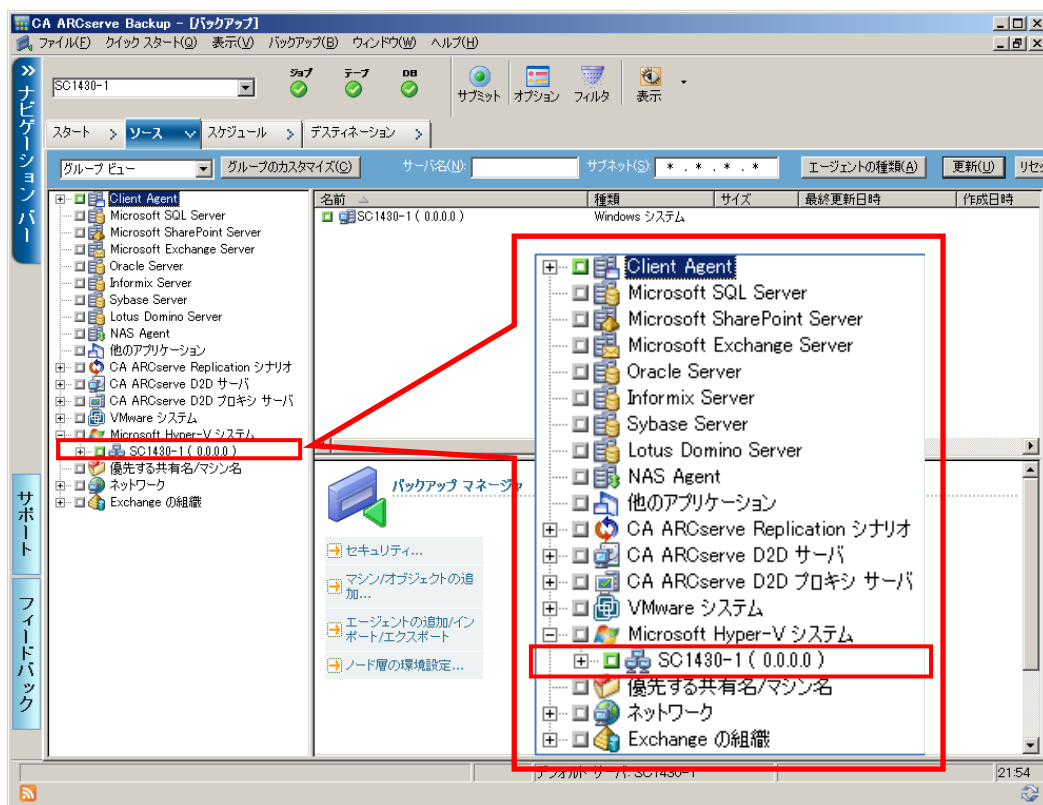 CA ARCserve Backup - [バックアップ]
ファイル(F) クイック スタート(Q) 表示(V) バックアップ(B) ウィンドウ(W) ヘルプ(H)
ナビゲーション バー
サポート
フィードバック
SC1430-1
ジョブ テープ DB
サブミット オプション フィルタ 表示
スタート ソース スケジュール デスティネーション
グループ ビュー グループのカスタマイズ(C) サーバ名(N): サブネット(S): * . * . * . * エージェントの種類(A) 更新(U)
Client Agent
Microsoft SQL Server
Microsoft SharePoint Server
Microsoft Exchange Server
Oracle Server
Informix Server
Sybase Server
Lotus Domino Server
NAS Agent
他のアプリケーション
CA ARCserve Replication シナリオ
CA ARCserve D2D サーバ
CA ARCserve D2D プロキシ サーバ
VMware システム
Microsoft Hyper-V システム
SC1430-1 ( 0.0.0.0 )
優先する共有名/マシン名
ネットワーク
Exchange の組織
名前 種類 サイズ 最終更新日時 作成日時
SC1430-1 ( 0.0.0.0 ) Windows システム
バックアップ マネージャ
セキュリティ...
マシン/オブジェクトの追
加...
エージェントの追加/イン
ポート/エクスポート
ノード層の環境設定...
Client Agent
Microsoft SQL Server
Microsoft SharePoint Server
Microsoft Exchange Server
Oracle Server
Informix Server
Sybase Server
Lotus Domino Server
NAS Agent
他のアプリケーション
CA ARCserve Replication シナリオ
CA ARCserve D2D サーバ
CA ARCserve D2D プロキシ サーバ
VMware システム
Microsoft Hyper-V システム
SC1430-1 ( 0.0.0.0 )
優先する共有名/マシン名
ネットワーク
Exchange の組織
デフォルト サーバ: SC1430-1
21:54